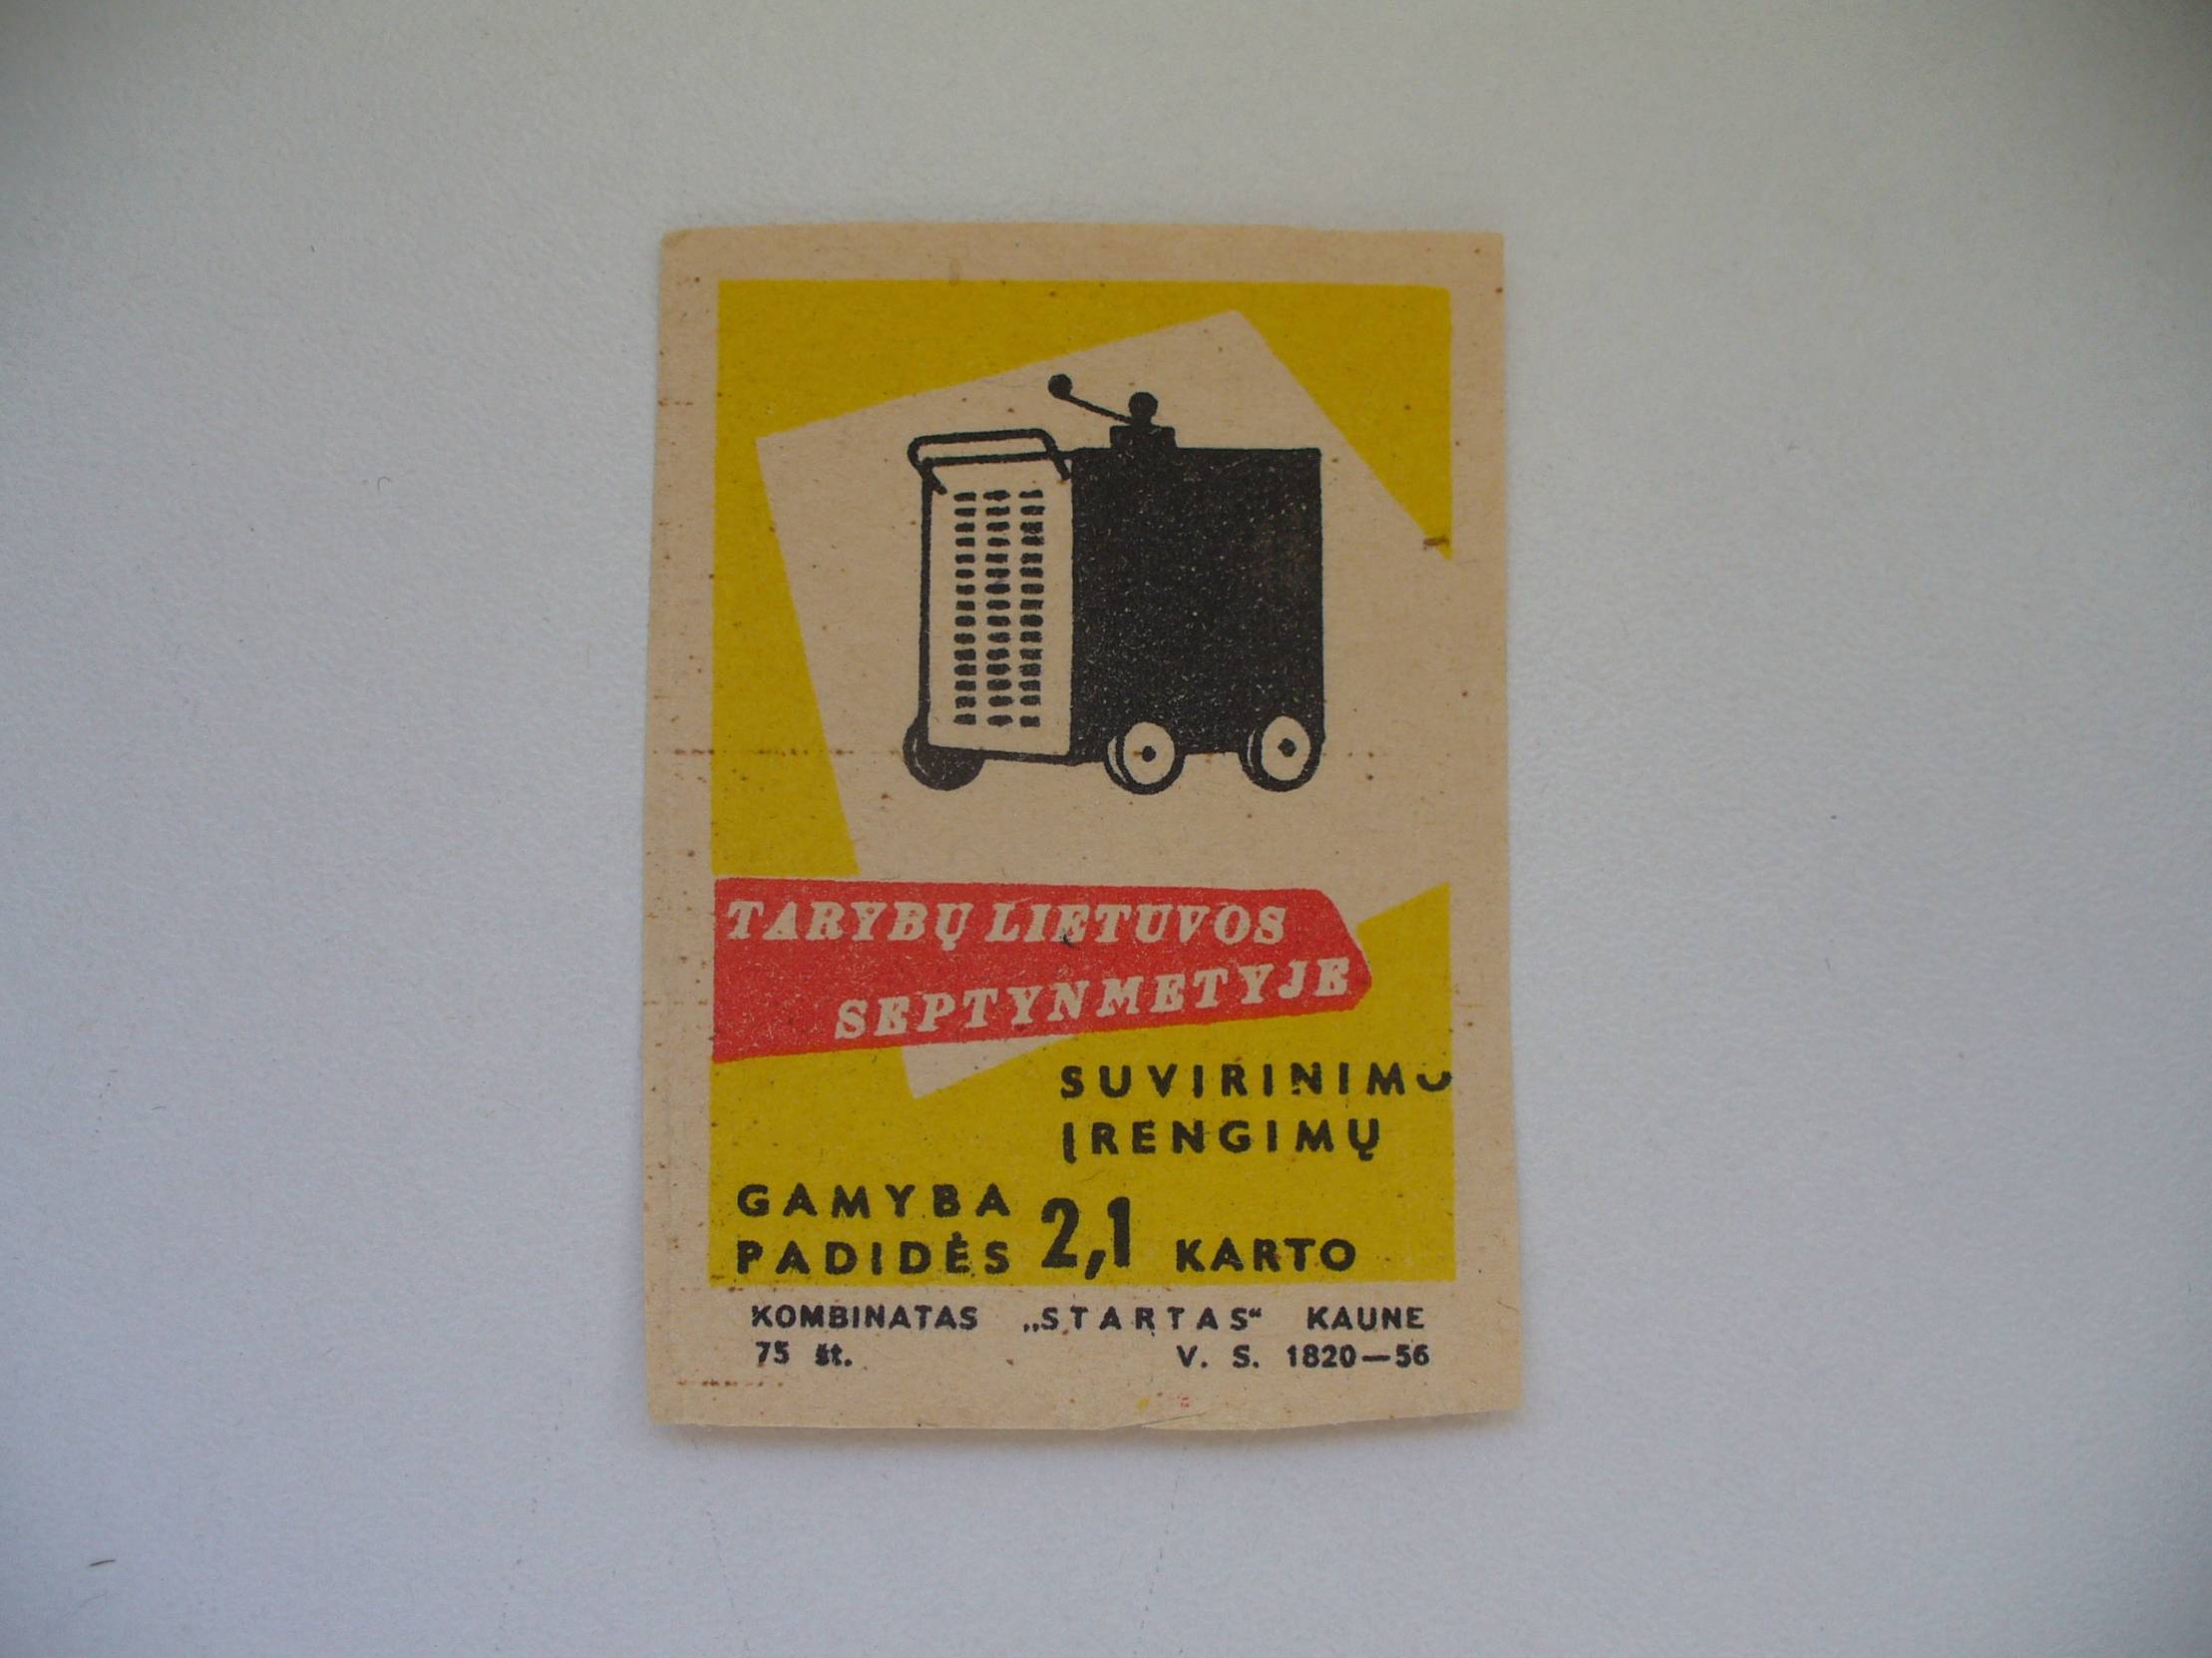 TARYBŲ LIETUVOS
SEPTYNMETYJE
SUVIRINIMO
ĮRENGIMŲ
GAMYBA
PADIDĖS 2,1 KARTO
KOMBINATAS „STARTAS“ KAUNE
75 št. V. S. 1820—56